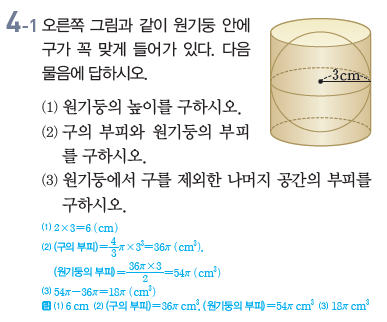 4-1 오른쪽 그림과 같이 원기둥 안에
구가 꼭 맞게 들어가 있다. 다음
물음에 답하시오.
3cm
(1) 원기둥의 높이를 구하시오.
(2) 구의 부피와 원기둥의 부피
를 구하시오.
(3) 원기둥에서 구를 제외한 나머지 공간의 부피를
구하시오.
(1) 2×3=6 (cm)
(2) (구의 부피)=4/3π×3³=36π (cm³),
(원기둥의 부피)=36π×3/2=54π (cm³)
(3) 54π-36π=18π (cm³)
답 (1) 6 cm (2) (구의 부피)=36π cm³, (원기둥의 부피)=54π cm³ (3) 18π cm³